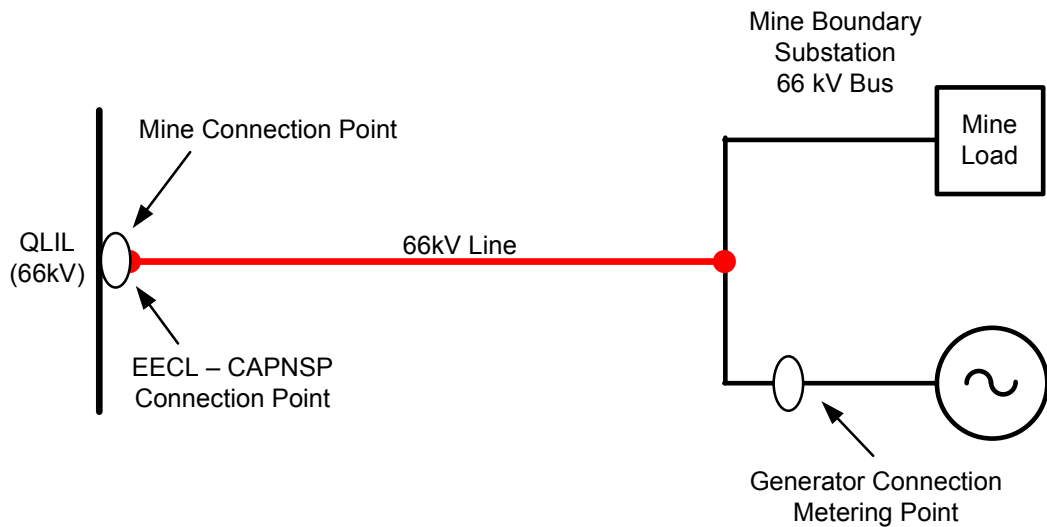 Mine Boundary
Substation
66 kV Bus
Mine
Load
Mine Connection Point
QLIL
(66kV)
66kV Line
EECL – CAPNSP
Connection Point
Generator Connection
Metering Point